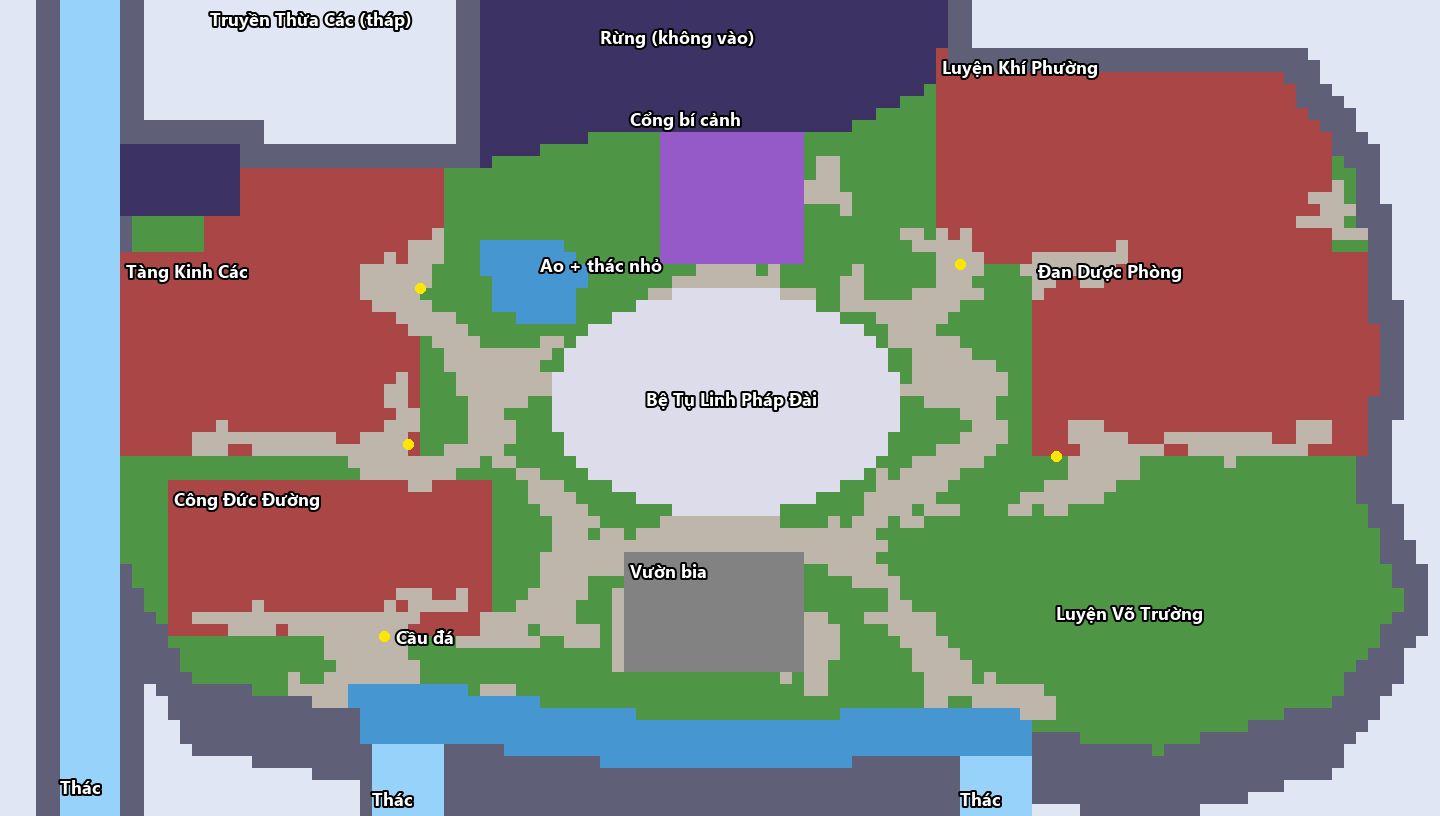 Truyền Thừa Các (tháp)
Rừng (không vào)
Luyện Khí Phường
Cổng bí cảnh
Ao + thác nhỏ
Tàng Kinh Các
Đan Dược Phòng
Bệ Tụ Linh Pháp Đài
Công Đức Đường
Vườn bia
Luyện Võ Trường
Cầu đá
Thác
Thác
Thác